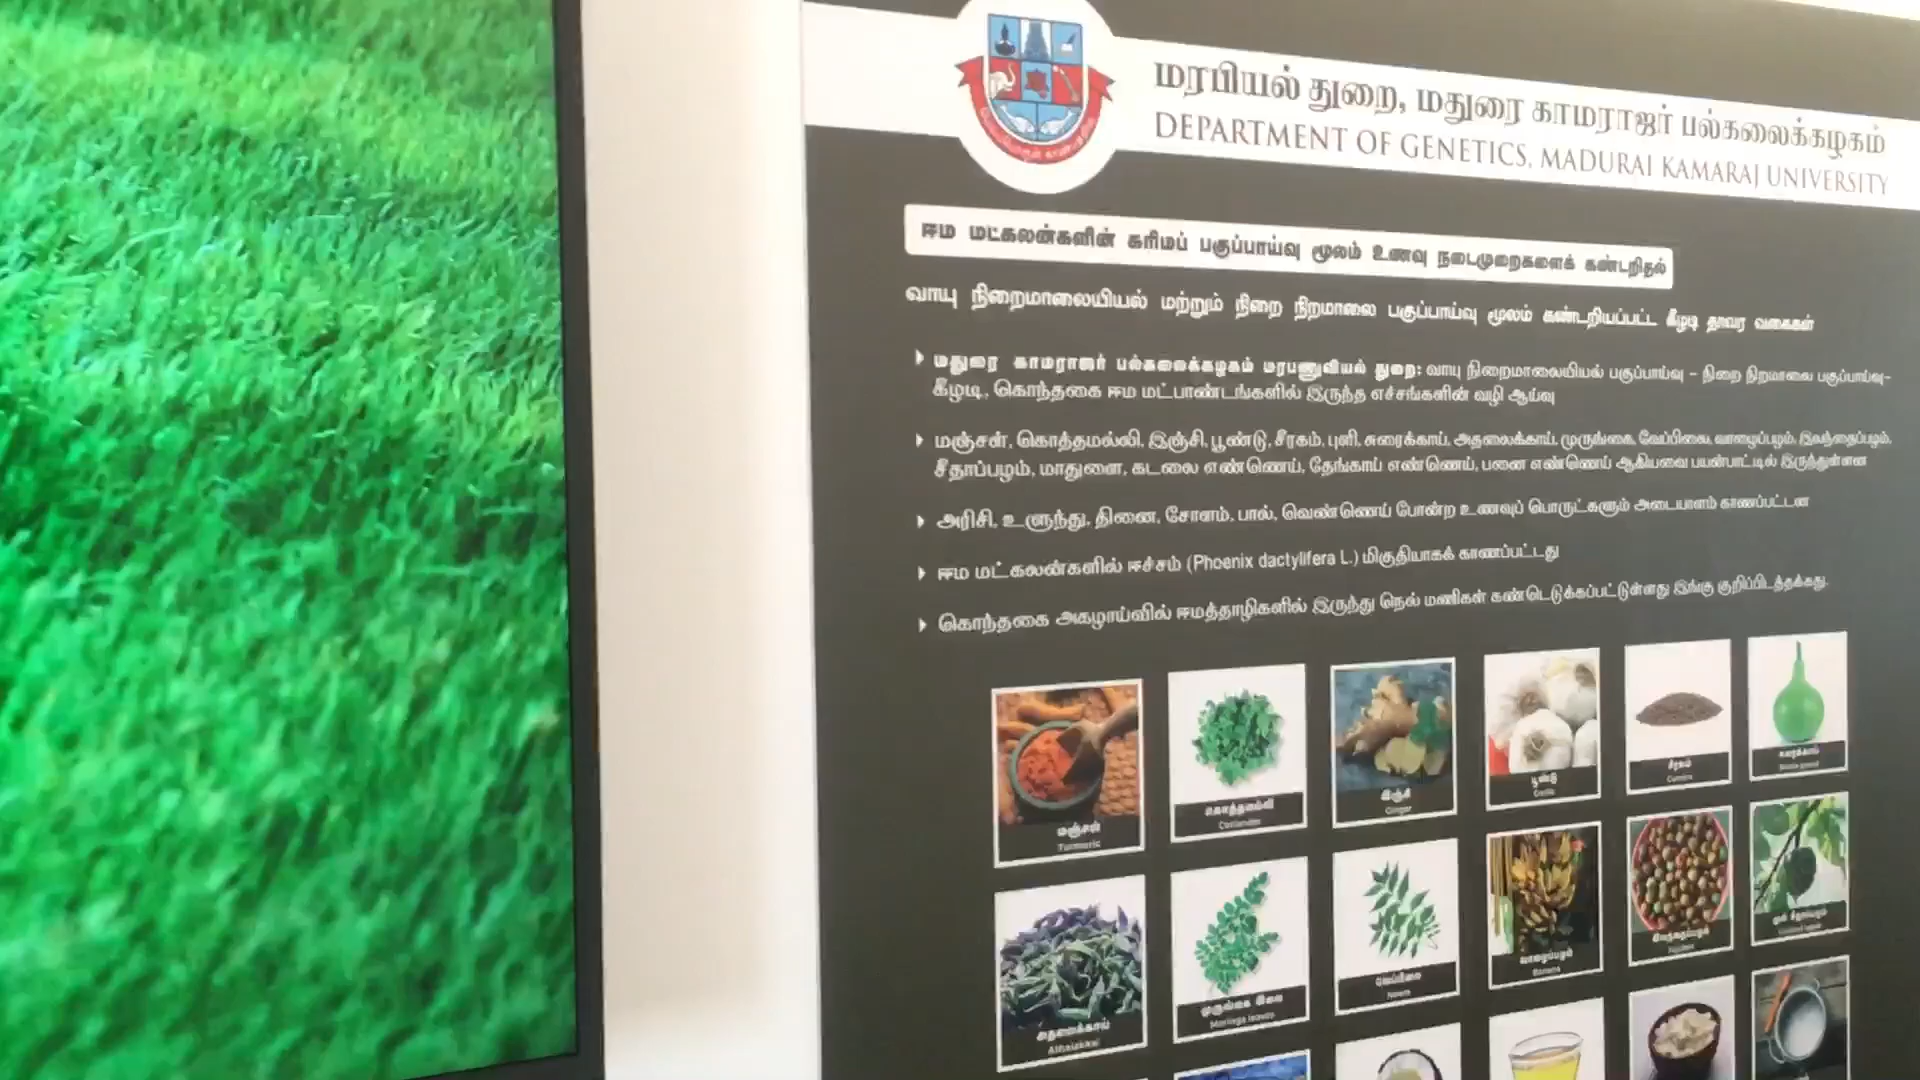 மரபியல் துறை, மதுரை காமராஜர் பல்கலைக்கழகம்
DEPARTMENT OF GENETICS, MADURAI KAMARAJ UNIVERSITY
ஈம மட்கலன்களின் கரிமப் பகுப்பாய்வு மூலம் உணவு நடைமுறைகளைக் கண்டறிதல்
வாயு நிறைமாலையியல் மற்றும் நிறை நிறமாலை பகுப்பாய்வு மூலம் கண்டறியப்பட்ட கீழடி தாவர வகைகள்
மதுரை காமராஜர் பல்கலைக்கழகம் மரபணுவியல் துறை: வாயு நிறைமாலையியல் பகுப்பாய்வு – நிறை நிறமாலை பகுப்பாய்வு–
கீழடி, கொந்தகை ஈம மட்பாண்டங்களில் இருந்த எச்சங்களின் வழி ஆய்வு
மஞ்சள், கொத்தமல்லி, இஞ்சி, பூண்டு, சீரகம், புளி, சுரைக்காய், அதலைக்காய், முருங்கை, வேப்பிலை, வாழைப்பழம், இலந்தைப்பழம்,
சீதாப்பழம், மாதுளை, கடலை எண்ணெய், தேங்காய் எண்ணெய், பனை எண்ணெய் ஆகியவை பயன்பாட்டில் இருந்துள்ளன
அரிசி, உளுந்து, தினை, சோளம், பால், வெண்ணெய் போன்ற உணவுப் பொருட்களும் அடையாளம் காணப்பட்டன
ஈம மட்கலன்களில் ஈச்சம் (Phoenix dactylifera L.) மிகுதியாகக் காணப்பட்டது
கொந்தகை அகழாய்வில் ஈமத்தாழிகளில் இருந்து நெல் மணிகள் கண்டெடுக்கப்பட்டுள்ளது இங்கு குறிப்பிடத்தக்கது.
மஞ்சள்
Turmeric
கொத்தமல்லி
Coriander
இஞ்சி
Ginger
பூண்டு
Garlic
சீரகம்
Cumins
சுரைக்காய்
அதலைக்காய்
Athalakkai
முருங்கை இலை
Moringa leaves
வேப்பிலை
Neem
வாழைப்பழம்
Banana
இலந்தைப்பழம்